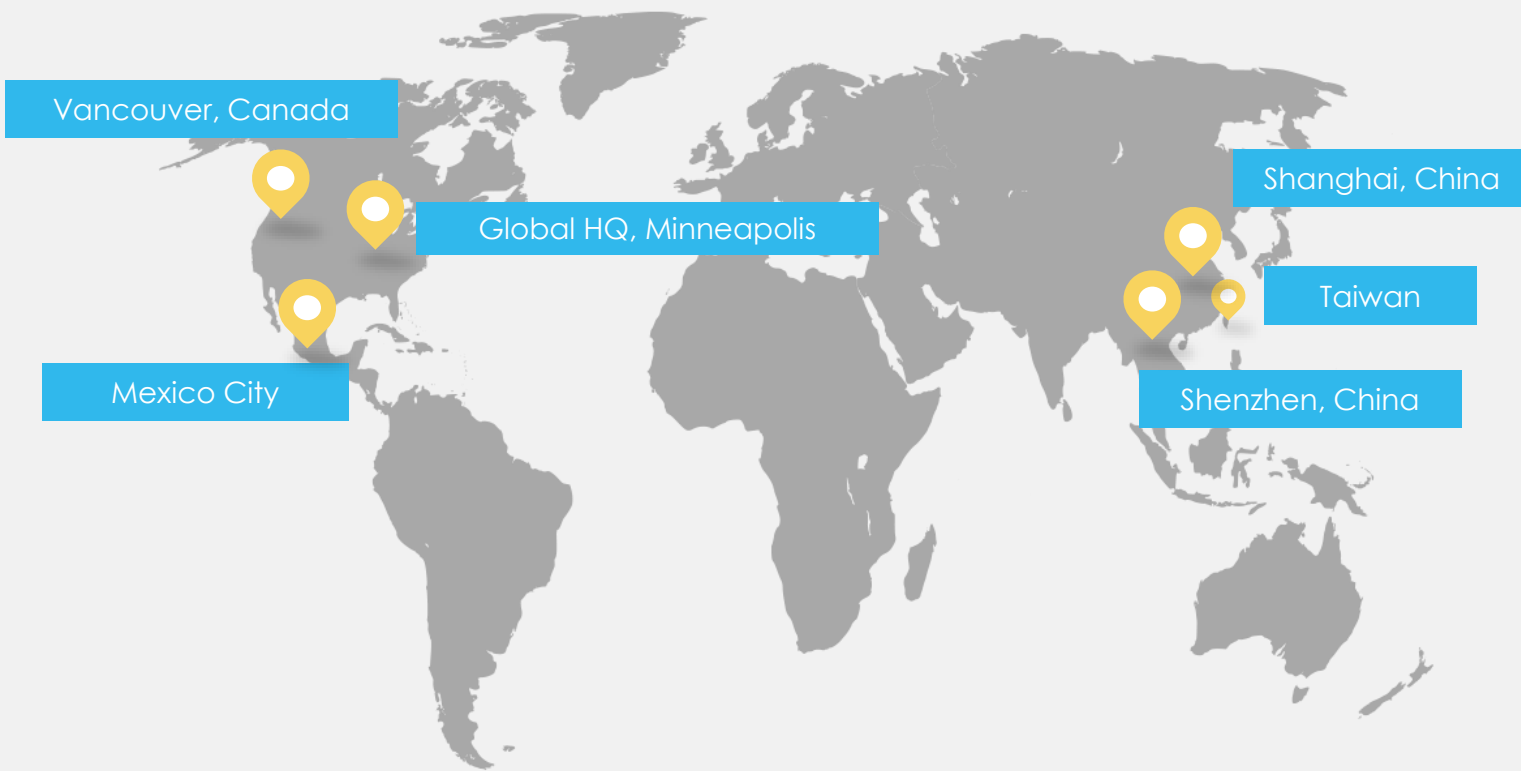 Vancouver, Canada
Shanghai, China
Global HQ, Minneapolis
Taiwan
Mexico City
Shenzhen, China